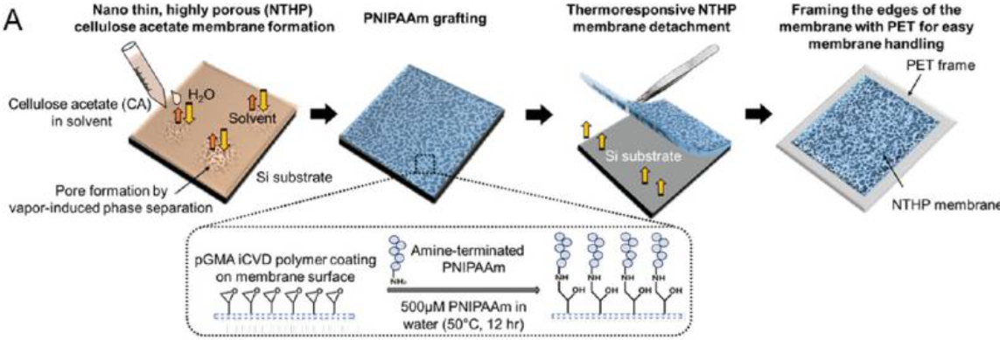 A
Nano thin, highly porous (NTHP)
cellulose acetate membrane formation
Cellulose acetate (CA)
in solvent
H₂O
Solvent
Pore formation by
vapor-induced phase separation
Si substrate
PNIPAAm grafting
Thermoresponsive NTHP
membrane detachment
Si substrate
Framing the edges of the
membrane with PET for easy
membrane handling
PET frame
NTHP membrane
pGMA iCVD polymer coating
on membrane surface
O O O O O O
Amine-terminated
PNIPAAm
NH₂
500µM PNIPAAm in
water (50°C, 12 hr)
NH NH NH NH
OH OH OH OH